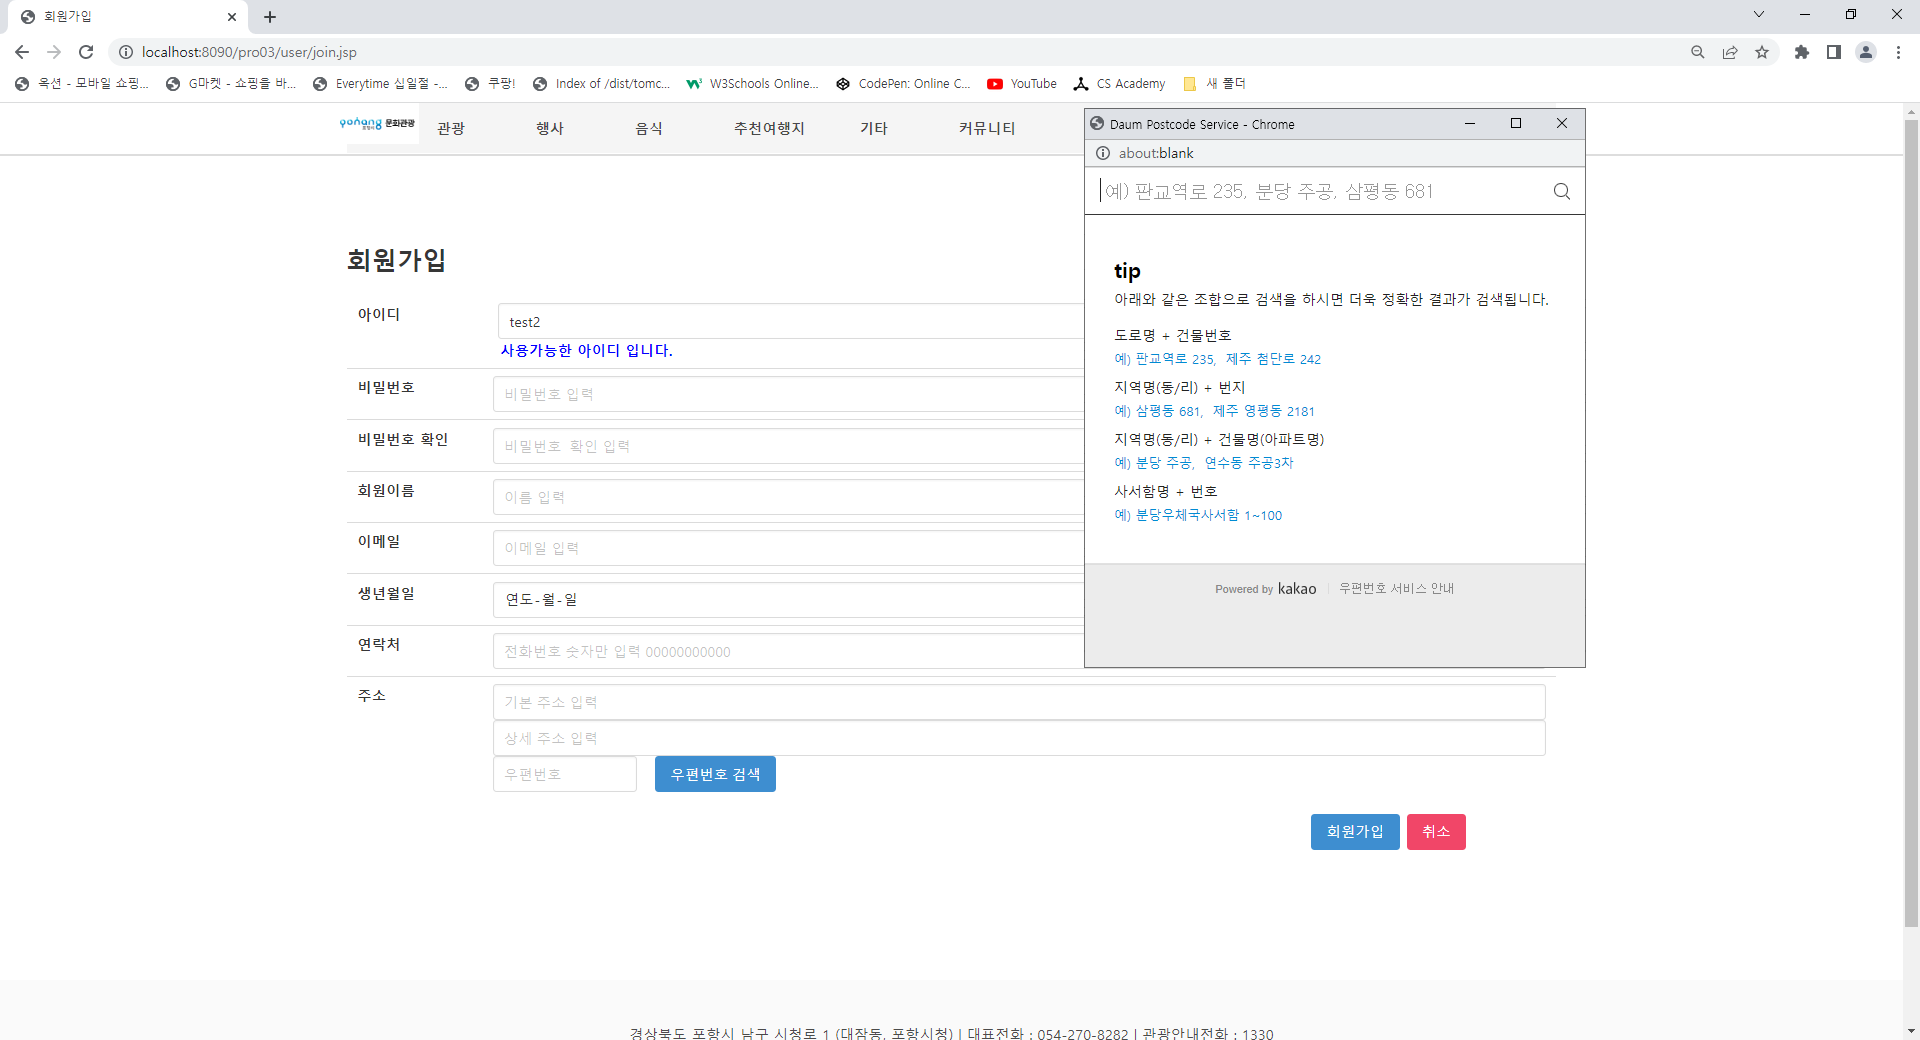 회원가입
localhost:8090/pro03/user/join.jsp
옥션 - 모바일 쇼핑...
G마켓 - 쇼핑을 바...
Everytime 십일절 -...
쿠팡!
Index of /dist/tomc...
W3Schools Online...
CodePen: Online C...
YouTube
CS Academy
새 폴더
pohang 포항시 문화관광
관광
행사
음식
추천여행지
기타
커뮤니티
Daum Postcode Service - Chrome
about:blank
예) 판교역로 235, 분당 주공, 삼평동 681
tip
아래와 같은 조합으로 검색을 하시면 더욱 정확한 결과가 검색됩니다.
도로명 + 건물번호
예) 판교역로 235, 제주 첨단로 242
지역명(동/리) + 번지
예) 삼평동 681, 제주 영평동 2181
지역명(동/리) + 건물명(아파트명)
예) 분당 주공, 연수동 주공3차
사서함명 + 번호
예) 분당우체국사서함 1~100
Powered by kakao | 우편번호 서비스 안내
회원가입
아이디
test2
사용가능한 아이디 입니다.
비밀번호
비밀번호 입력
비밀번호 확인
비밀번호 확인 입력
회원이름
이름 입력
이메일
이메일 입력
생년월일
연도-월-일
연락처
전화번호 숫자만 입력 00000000000
주소
기본 주소 입력
상세 주소 입력
우편번호
우편번호 검색
회원가입
취소
경상북도 포항시 남구 시청로 1 (대잠동, 포항시청) | 대표전화 : 054-270-8282 | 관광안내전화 : 1330